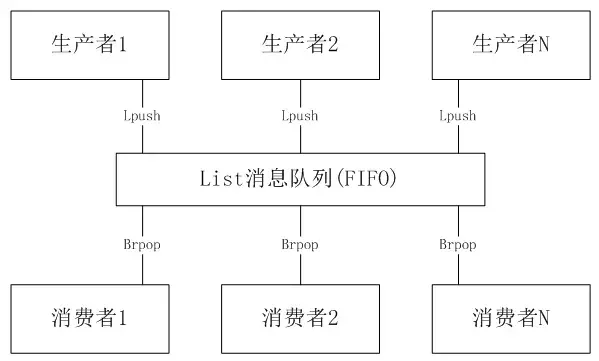 生产者1 生产者2 生产者N
Lpush Lpush Lpush
List消息队列(FIFO)
Brpop Brpop Brpop
消费者1 消费者2 消费者N